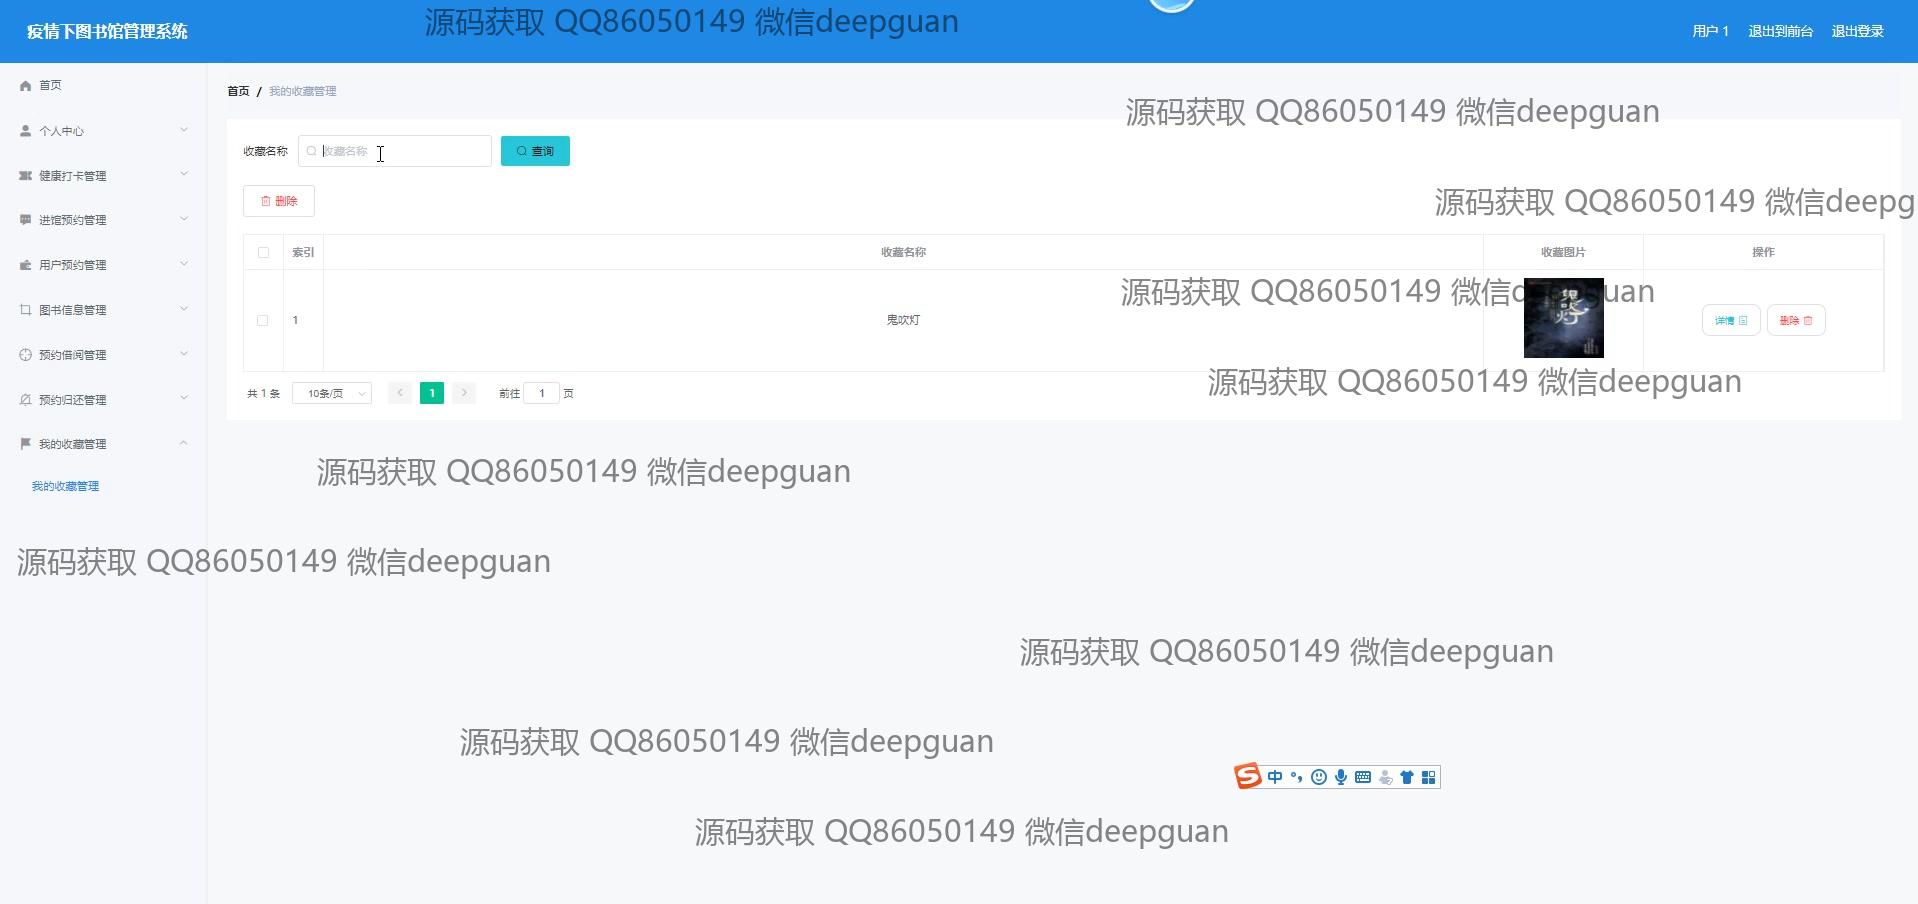 疫情下图书馆管理系统
源码获取 QQ86050149 微信deepguan
用户 1 退出到前台 退出登录
首页
个人中心
健康打卡管理
进馆预约管理
用户预约管理
图书信息管理
预约借阅管理
预约归还管理
我的收藏管理
我的收藏管理
首页 / 我的收藏管理
源码获取 QQ86050149 微信deepguan
收藏名称 收藏名称 查询
删除
源码获取 QQ86050149 微信deepg
索引 收藏名称 收藏图片 操作
源码获取 QQ86050149 微信deepguan
1 鬼吹灯 鬼吹灯 详情 删除
源码获取 QQ86050149 微信deepguan
共 1 条 10条/页 1 前往 1 页
源码获取 QQ86050149 微信deepguan
源码获取 QQ86050149 微信deepguan
源码获取 QQ86050149 微信deepguan
源码获取 QQ86050149 微信deepguan
S 中
源码获取 QQ86050149 微信deepguan